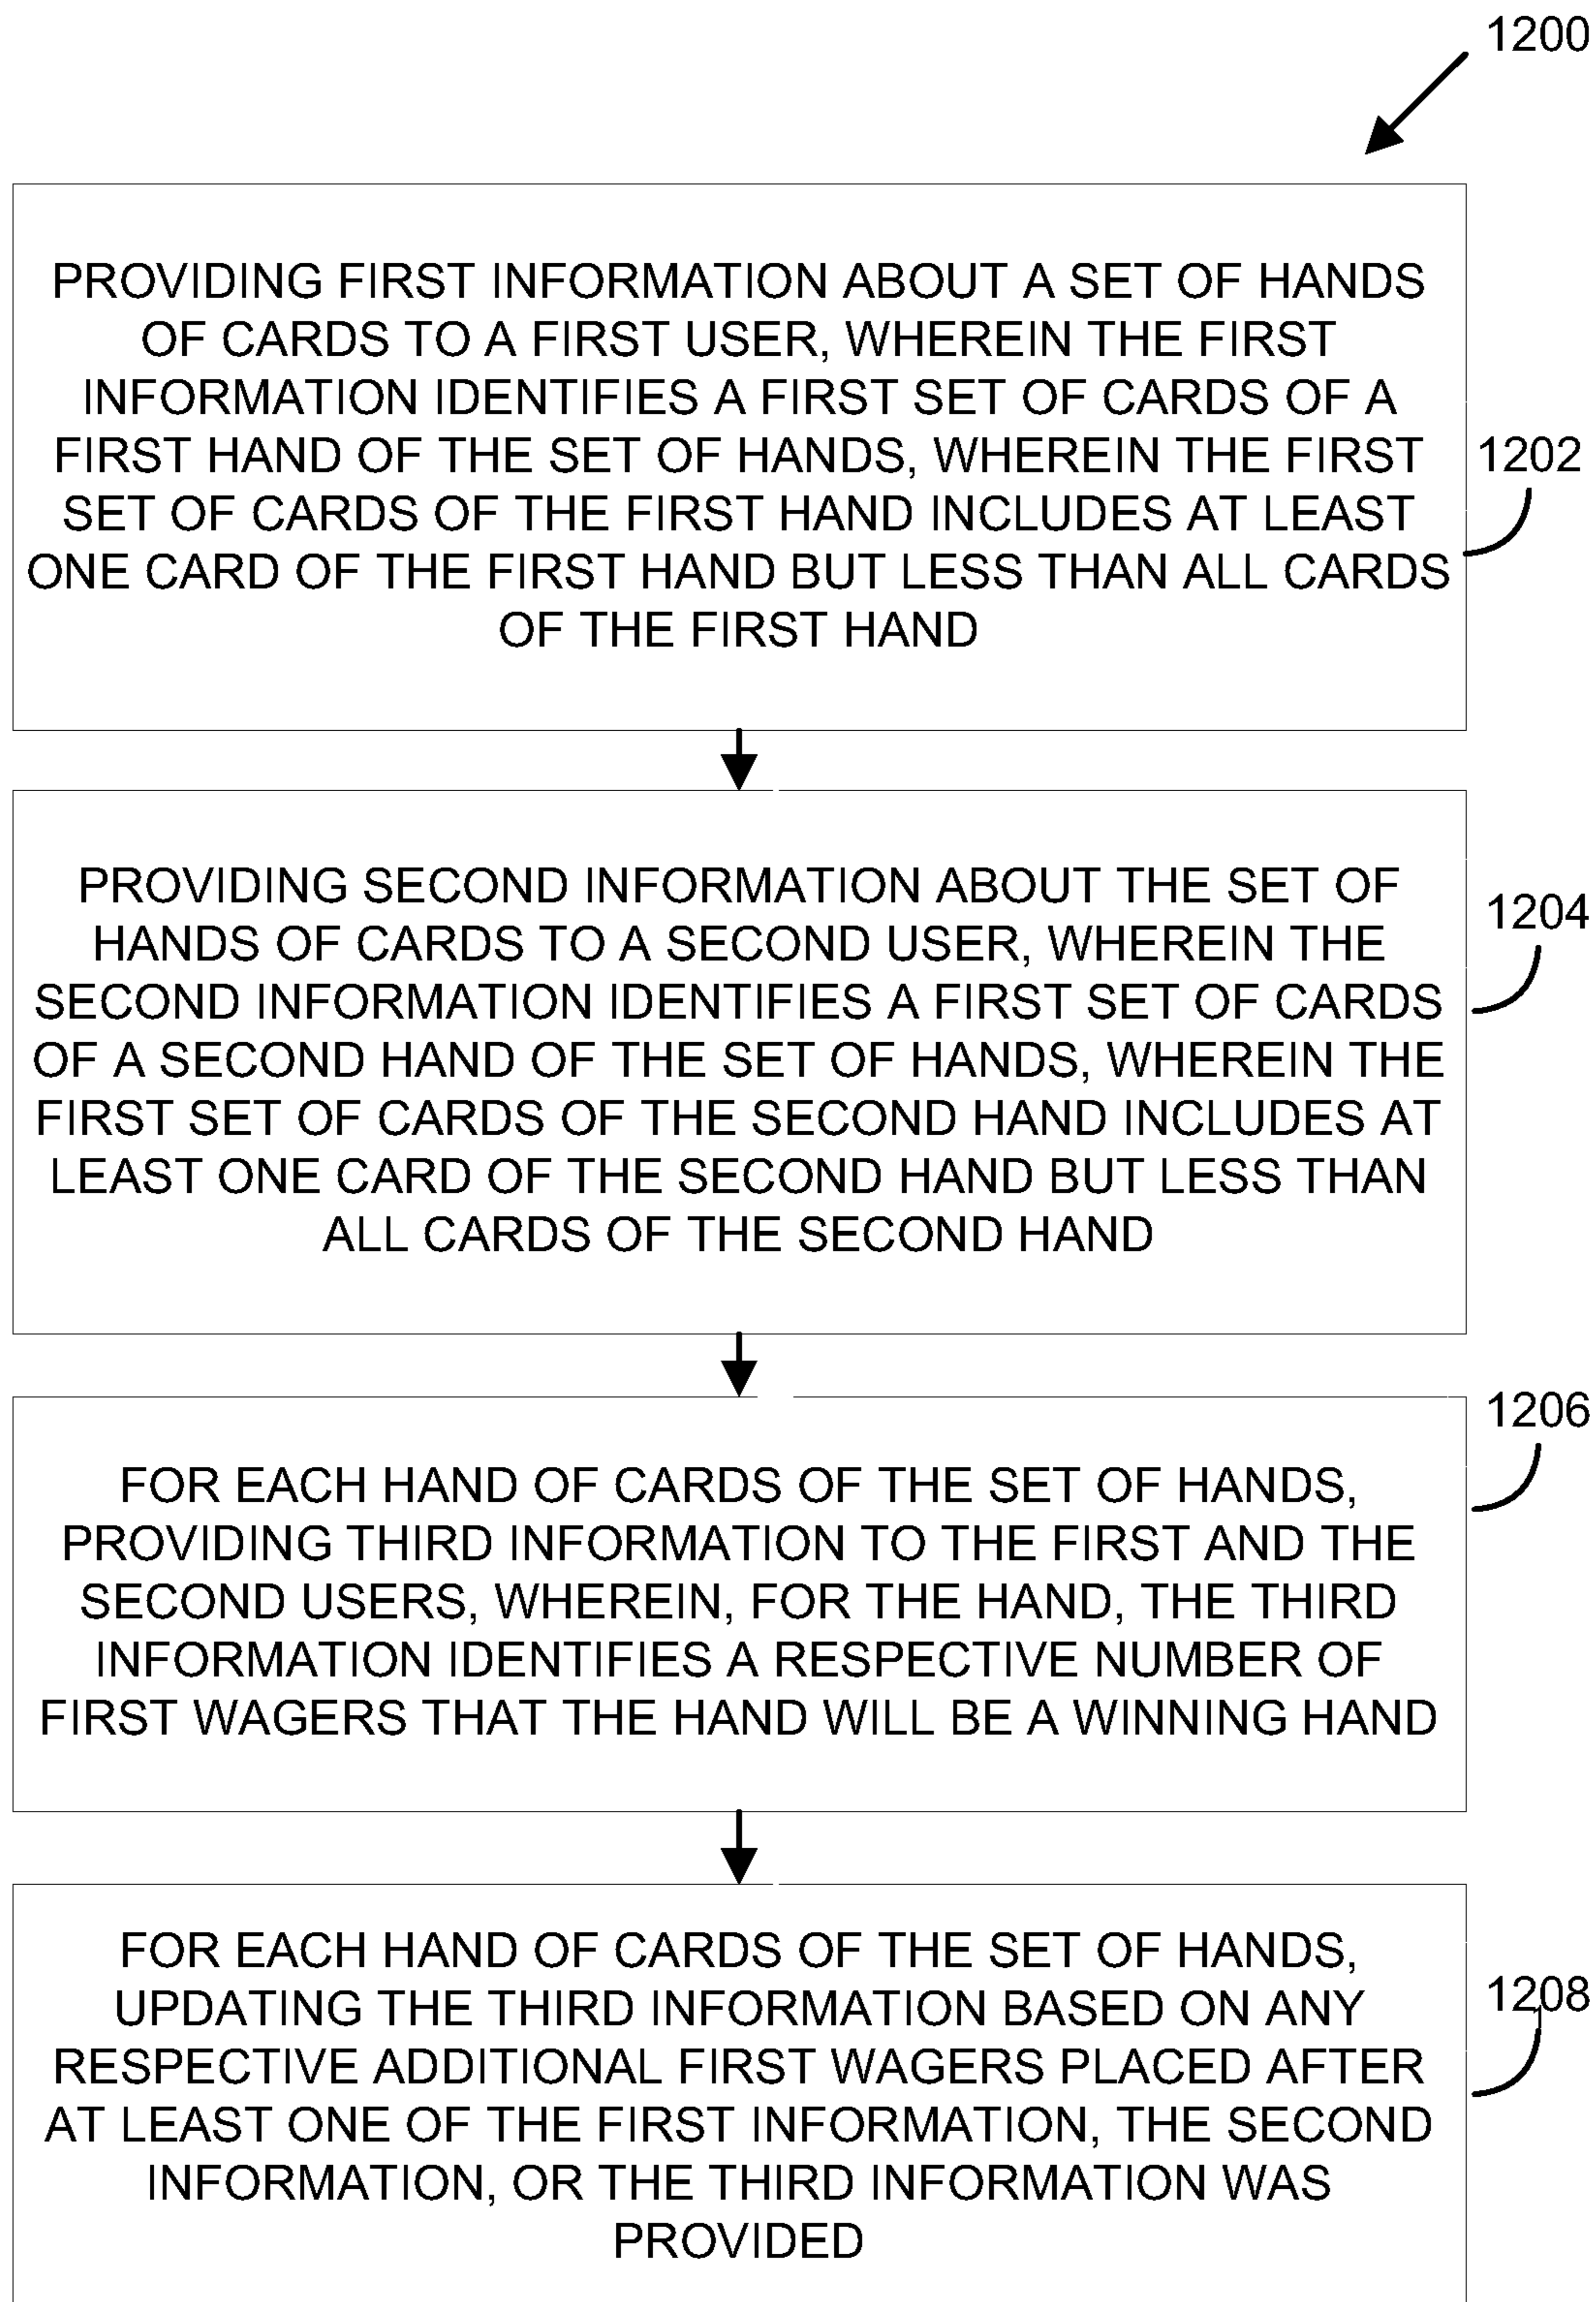 1200
PROVIDING FIRST INFORMATION ABOUT A SET OF HANDS
OF CARDS TO A FIRST USER, WHEREIN THE FIRST
INFORMATION IDENTIFIES A FIRST SET OF CARDS OF A
FIRST HAND OF THE SET OF HANDS, WHEREIN THE FIRST
SET OF CARDS OF THE FIRST HAND INCLUDES AT LEAST
ONE CARD OF THE FIRST HAND BUT LESS THAN ALL CARDS
OF THE FIRST HAND
1202
PROVIDING SECOND INFORMATION ABOUT THE SET OF
HANDS OF CARDS TO A SECOND USER, WHEREIN THE
SECOND INFORMATION IDENTIFIES A FIRST SET OF CARDS
OF A SECOND HAND OF THE SET OF HANDS, WHEREIN THE
FIRST SET OF CARDS OF THE SECOND HAND INCLUDES AT
LEAST ONE CARD OF THE SECOND HAND BUT LESS THAN
ALL CARDS OF THE SECOND HAND
1204
FOR EACH HAND OF CARDS OF THE SET OF HANDS,
PROVIDING THIRD INFORMATION TO THE FIRST AND THE
SECOND USERS, WHEREIN, FOR THE HAND, THE THIRD
INFORMATION IDENTIFIES A RESPECTIVE NUMBER OF
FIRST WAGERS THAT THE HAND WILL BE A WINNING HAND
1206
FOR EACH HAND OF CARDS OF THE SET OF HANDS,
UPDATING THE THIRD INFORMATION BASED ON ANY
RESPECTIVE ADDITIONAL FIRST WAGERS PLACED AFTER
AT LEAST ONE OF THE FIRST INFORMATION, THE SECOND
INFORMATION, OR THE THIRD INFORMATION WAS
PROVIDED
1208